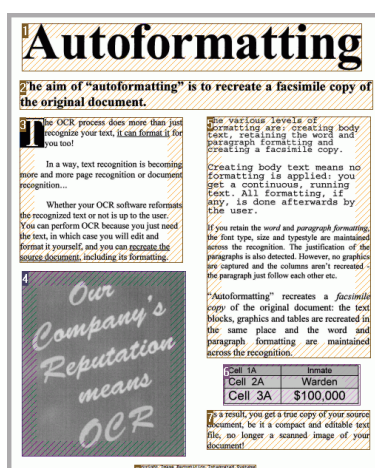 1
Autoformatting
2
The aim of “autoformatting” is to recreate a facsimile copy of
the original document.
3
The OCR process does more than just
recognize your text, it can format it for
you too!
In a way, text recognition is becoming
more and more page recognition or document
recognition...
Whether your OCR software reformats
the recognized text or not is up to the user.
You can perform OCR because you just need
the text, in which case you will edit and
format it yourself, and you can recreate the
source document, including its formatting.
4
Our
Company's
Reputation
means
OCR
The various levels of
formatting are: creating body
text, retaining the word and
paragraph formatting and
creating a facsimile copy.
Creating body text means no
formatting is applied: you
get a continuous, running
text. All formatting, if
any, is done afterwards by
the user.
If you retain the word and paragraph formatting,
the font type, size and typestyle are maintained
across the recognition. The justification of the
paragraphs is also detected. However, no graphics
are captured and the columns aren't recreated -
the paragraph just follow each other etc.
“Autoformatting” recreates a facsimile
copy of the original document: the text
blocks, graphics and tables are recreated in
the same place and the word and
paragraph formatting are maintained
across the recognition.
6
Cell 1A Inmate
Cell 2A Warden
Cell 3A $100,000
7
As a result, you get a true copy of your source
document, be it a compact and editable text
file, no longer a scanned image of your
document!